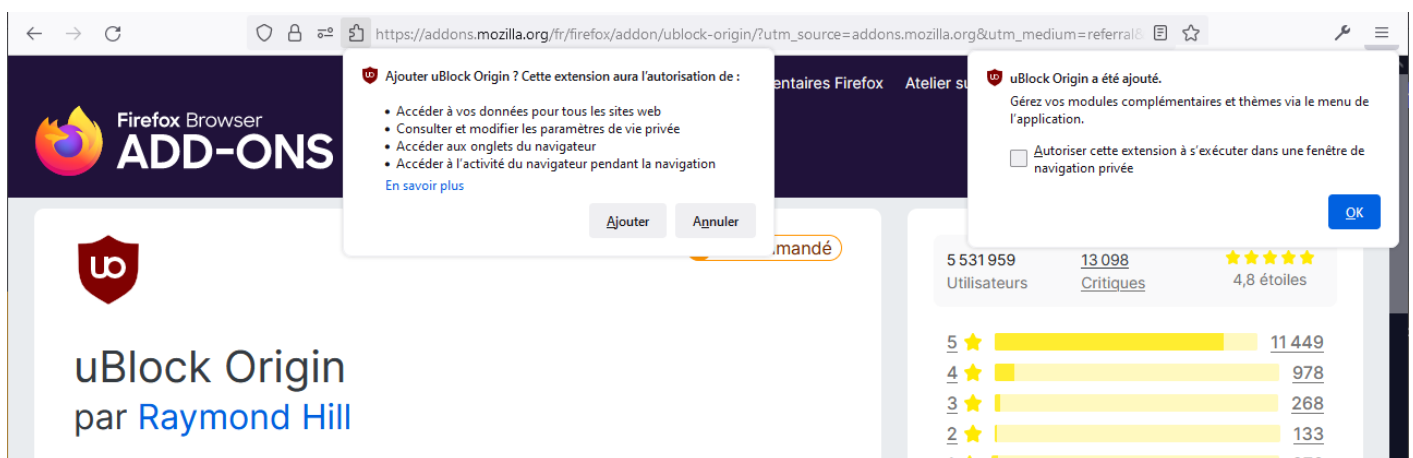 https://addons.mozilla.org/fr/firefox/addon/ublock-origin/?utm_source=addons.mozilla.org&utm_medium=referral
Firefox Browser
ADD-ONS
Ajouter uBlock Origin ? Cette extension aura l'autorisation de :
• Accéder à vos données pour tous les sites web
• Consulter et modifier les paramètres de vie privée
• Accéder aux onglets du navigateur
• Accéder à l'activité du navigateur pendant la navigation
En savoir plus
Ajouter Annuler
entaires Firefox Atelier su
uBlock Origin a été ajouté.
Gérez vos modules complémentaires et thèmes via le menu de
l'application.
Autoriser cette extension à s'exécuter dans une fenêtre de
navigation privée
OK
uo
mandé
uBlock Origin
par Raymond Hill
5 531 959 13 098
Utilisateurs Critiques 4,8 étoiles
5 11 449
4 978
3 268
2 133